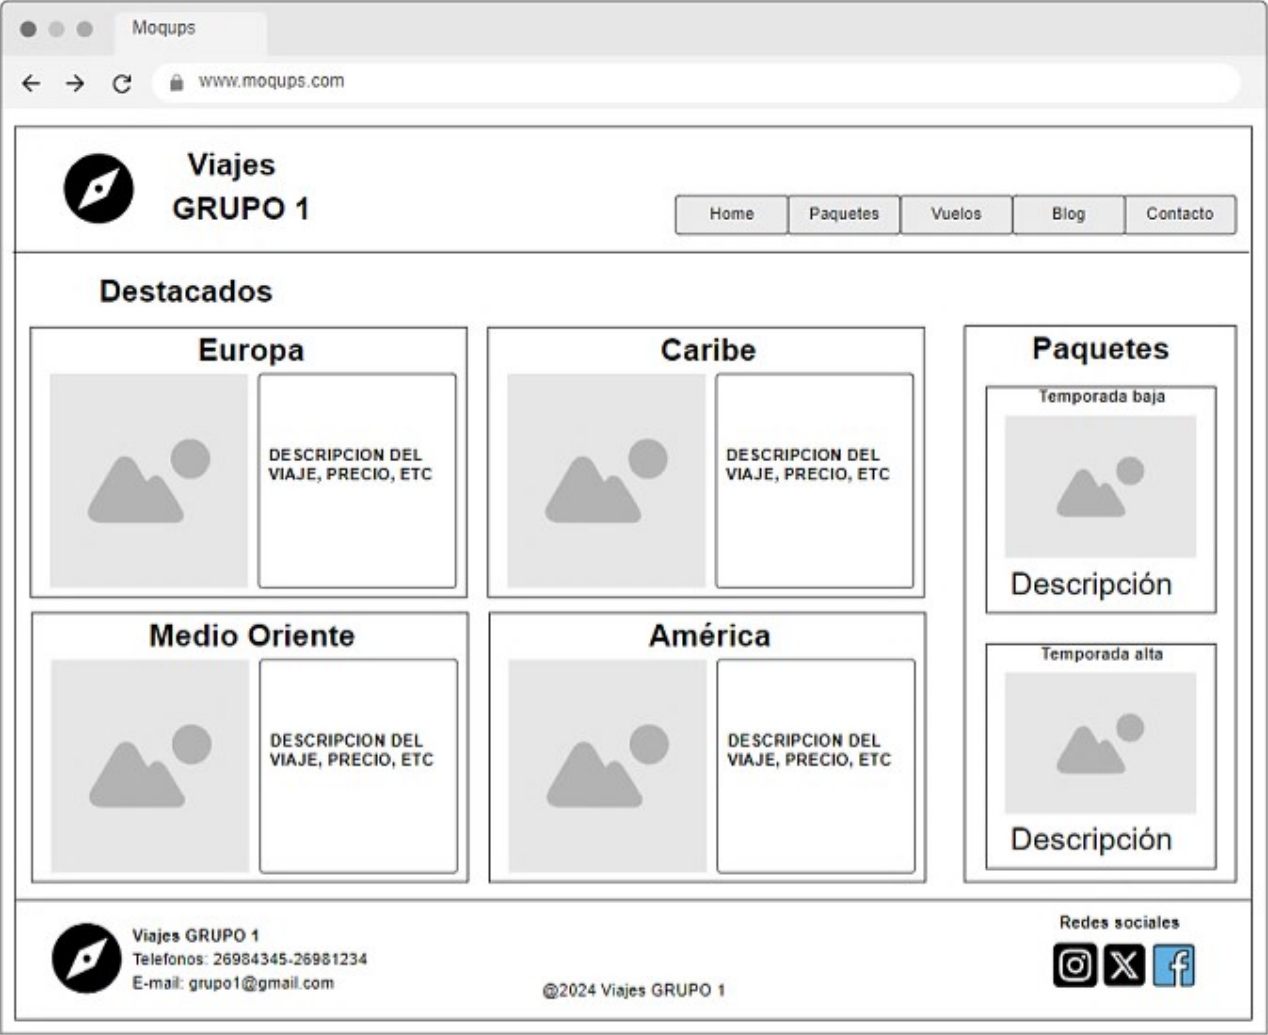 Moqups
www.moqups.com
Viajes
GRUPO 1
Home
Paquetes
Vuelos
Blog
Contacto
Destacados
Europa
DESCRIPCION DEL
VIAJE, PRECIO, ETC
Caribe
DESCRIPCION DEL
VIAJE, PRECIO, ETC
Medio Oriente
DESCRIPCION DEL
VIAJE, PRECIO, ETC
América
DESCRIPCION DEL
VIAJE, PRECIO, ETC
Paquetes
Temporada baja
Descripción
Temporada alta
Descripción
Viajes GRUPO 1
Telefonos: 26984345-26981234
E-mail: grupo1@gmail.com
@2024 Viajes GRUPO 1
Redes sociales